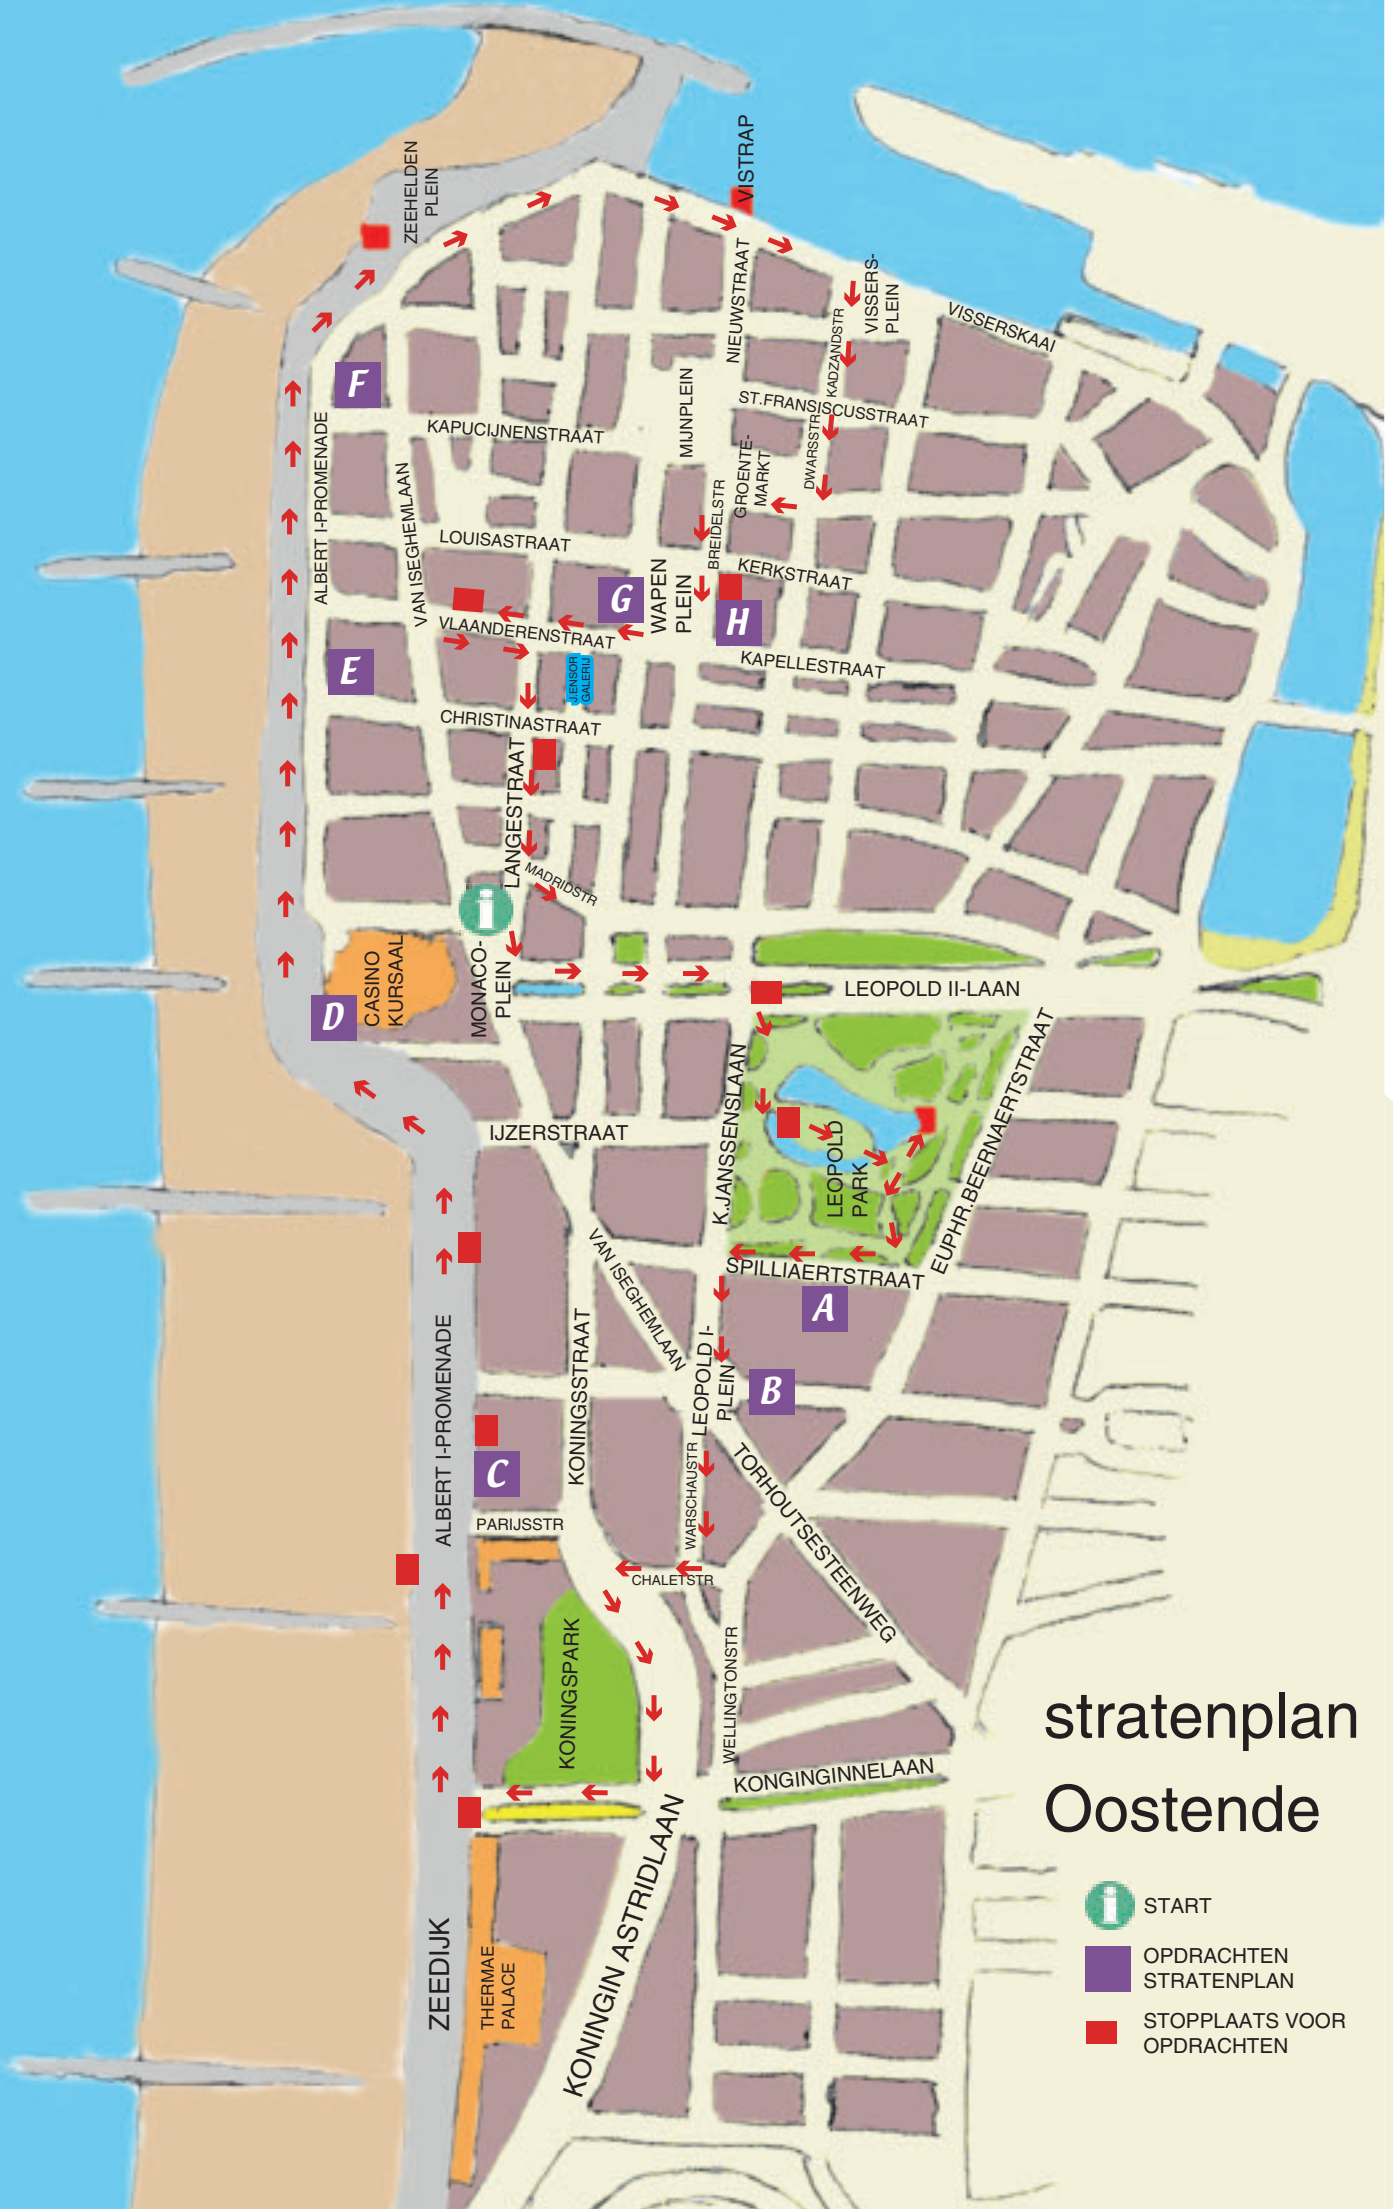 VISTRAP
ZEEHELDEN
PLEIN
NIEUWSTRAAT
VISSERS-
PLEIN
VISSERSKAAI
KADZANDSTR
F
MIJNPLEIN
ST.FRANSISCUSSTRAAT
ALBERT I-PROMENADE
KAPUCIJNENSTRAAT
DWARSSTR
GROENTE-
MARKT
VAN ISEGHEMLAAN
BREIDELSTR
LOUISASTRAAT
KERKSTRAAT
WAPEN
PLEIN
G
H
VLAANDERENSTRAAT
E
J.ENSOR
GALERIJ
KAPELLESTRAAT
CHRISTINASTRAAT
LANGESTRAAT
MADRIDSTR
i
CASINO
KURSAAL
MONACO-
PLEIN
D
LEOPOLD II-LAAN
K.JANSSENSLAAN
EUPHR.BEERNAERTSTRAAT
IJZERSTRAAT
LEOPOLD
PARK
VAN ISEGHEMLAAN
SPILLIAERTSTRAAT
A
ALBERT I-PROMENADE
KONINGSSTRAAT
LEOPOLD I-
PLEIN
B
C
WARSCHAUSTR
TORHOUTSESTEENWEG
PARIJSSTR
CHALETSTR
KONINGSPARK
WELLINGTONSTR
KONGINGINNELAAN
KONINGIN ASTRIDLAAN
ZEEDIJK
THERMAE
PALACE
stratenplan
Oostende
i START
OPDRACHTEN
STRATENPLAN
STOPPLAATS VOOR
OPDRACHTEN